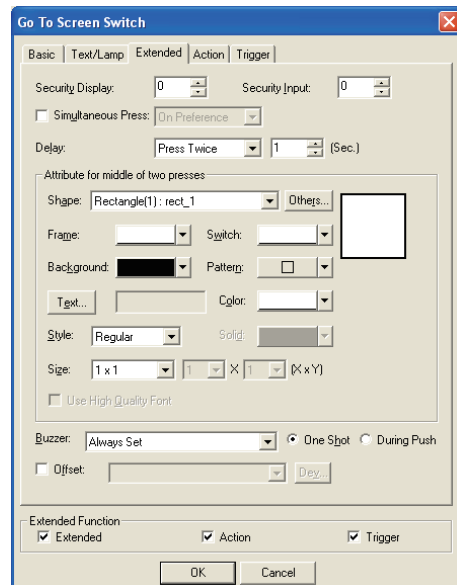 Go To Screen Switch
Basic Text/Lamp Extended Action Trigger
Security Display: 0 Security Input: 0
Simultaneous Press: On Preference
Delay: Press Twice 1 (Sec.)
Attribute for middle of two presses
Shape: Rectangle(1) : rect_1 Others...
Frame: Switch:
Background: Pattern:
Text... Color:
Style: Regular Solid:
Size: 1 x 1 1 X 1 (X x Y)
Use High Quality Font
Buzzer: Always Set One Shot During Push
Offset: Dev...
Extended Function
Extended Action Trigger
OK Cancel